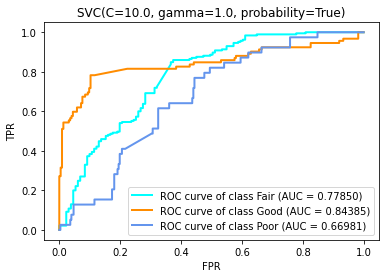 SVC(C=10.0, gamma=1.0, probability=True)
1.0
0.8
0.6
0.4
0.2
0.0
TPR
ROC curve of class Fair (AUC = 0.77850)
ROC curve of class Good (AUC = 0.84385)
ROC curve of class Poor (AUC = 0.66981)
0.0 0.2 0.4 0.6 0.8 1.0
FPR